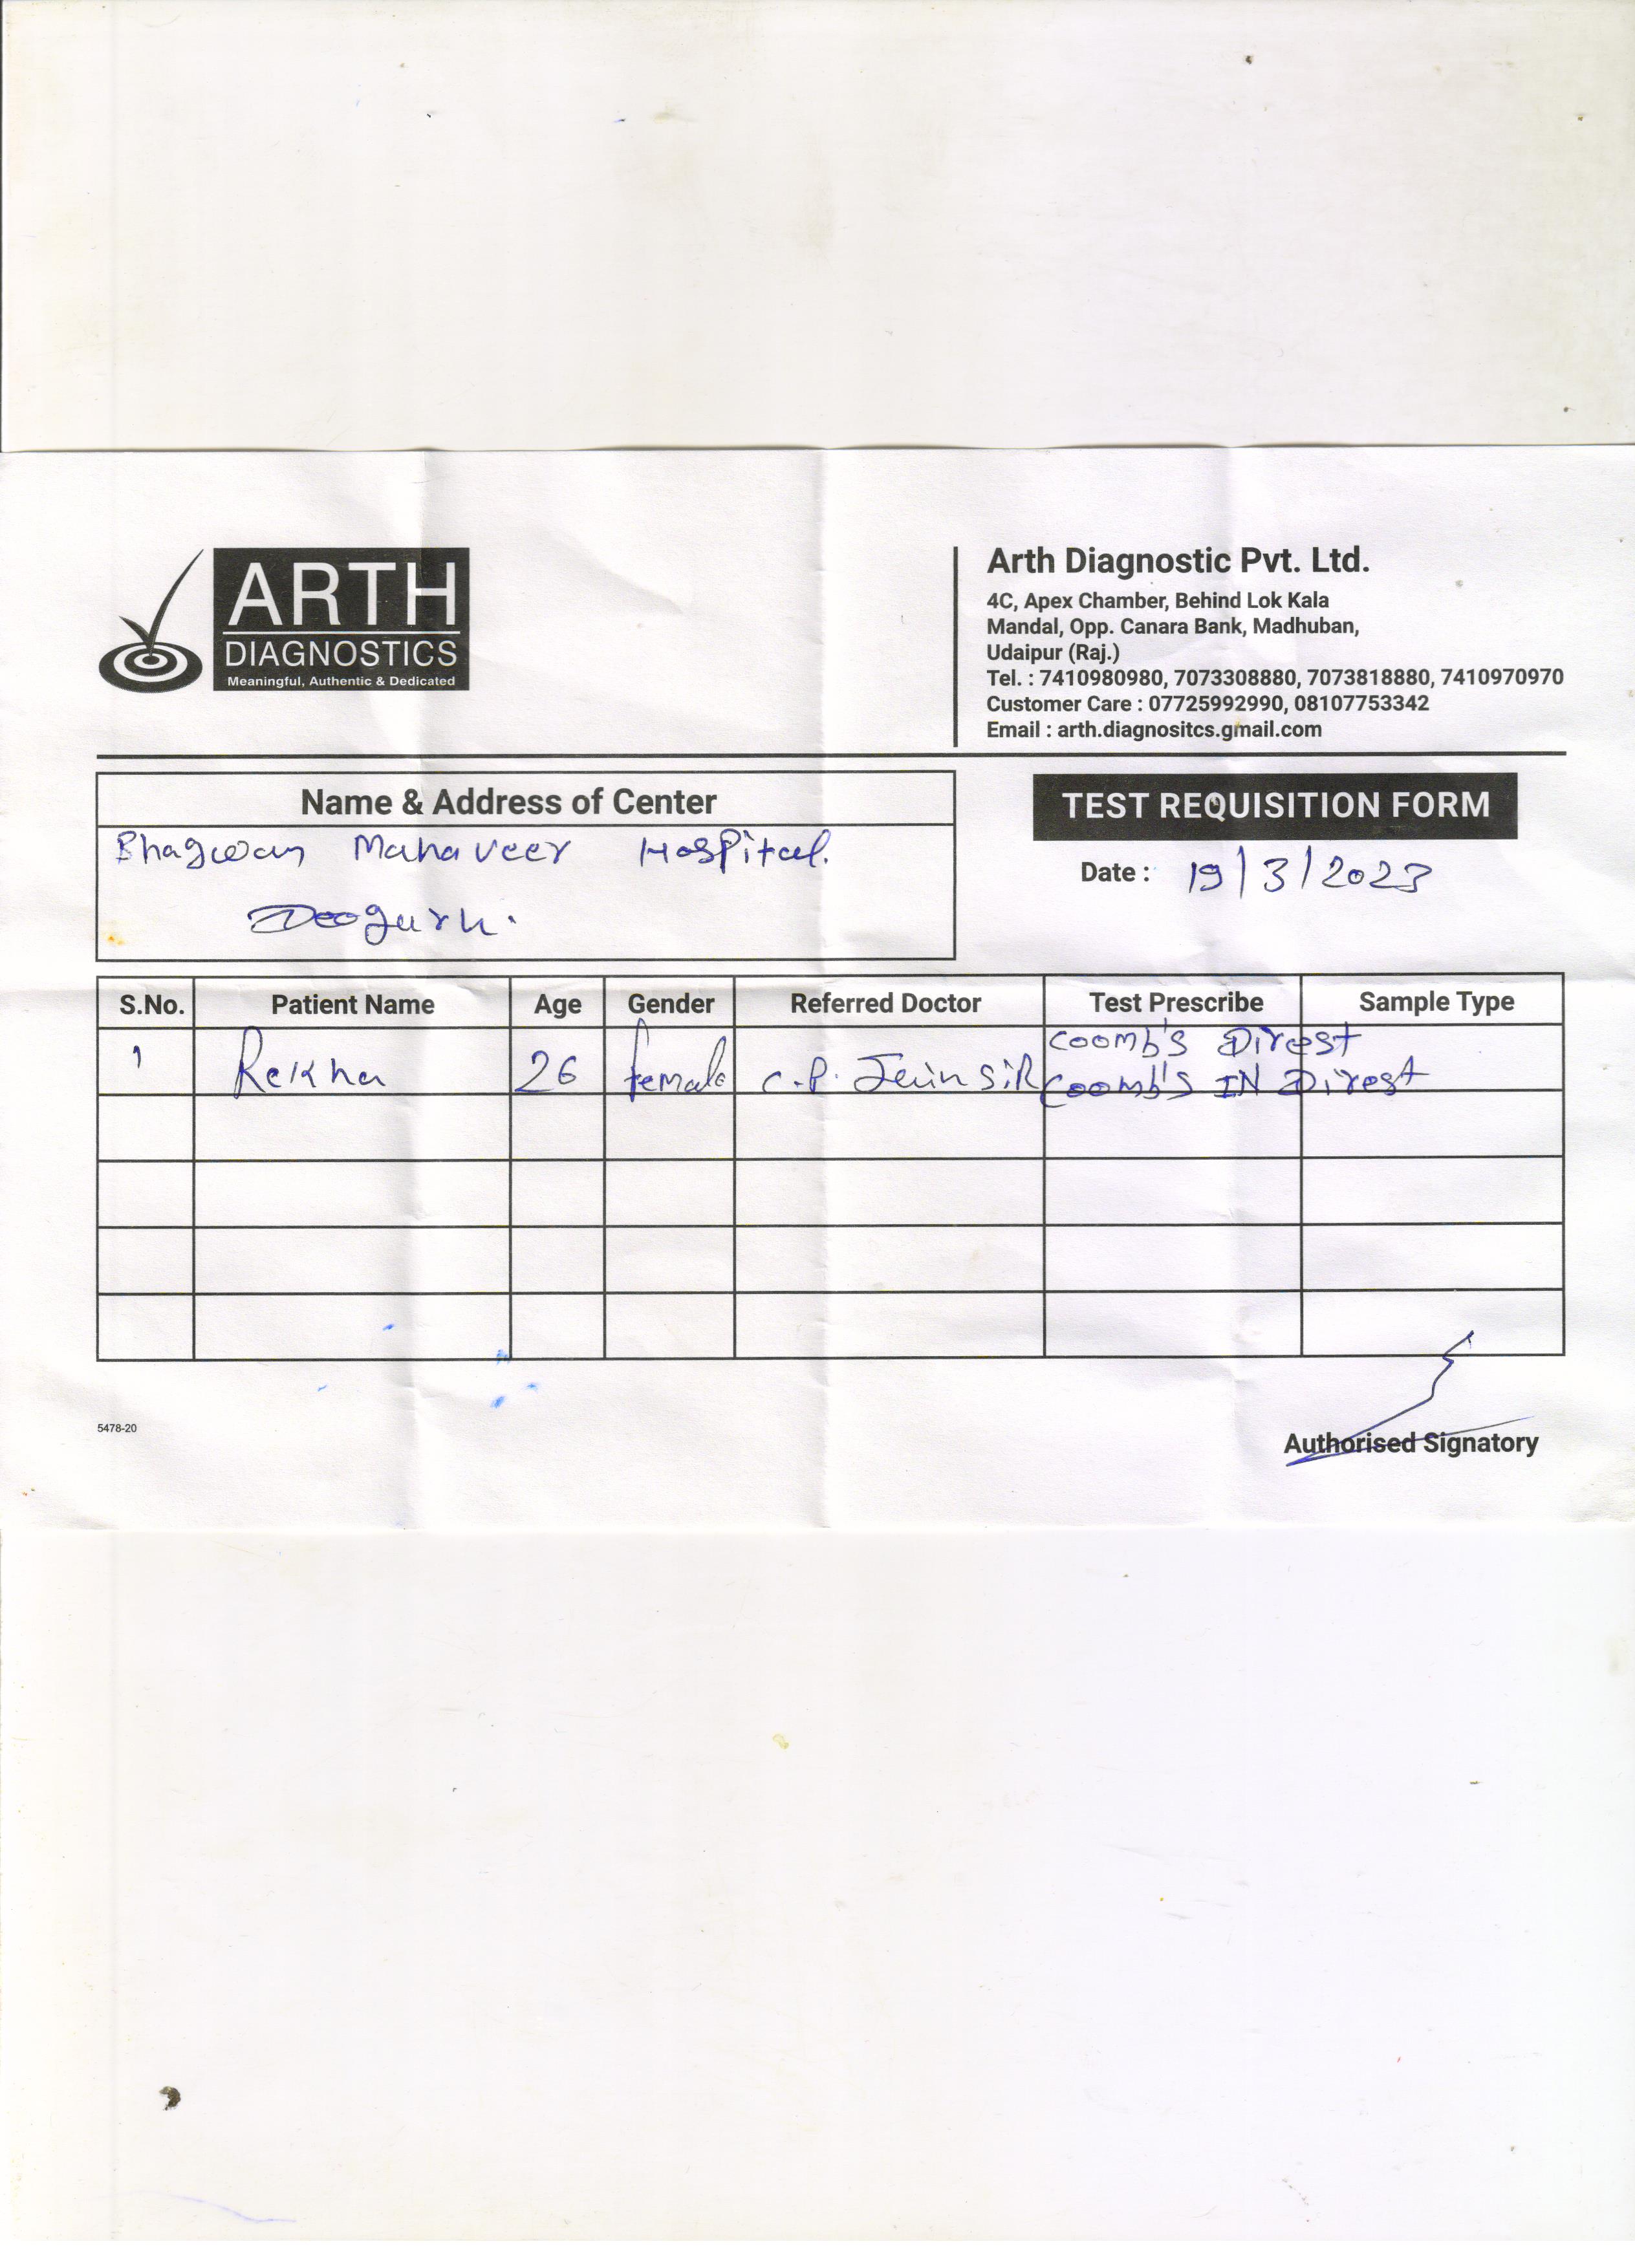 ARTH
DIAGNOSTICS
Meaningful, Authentic & Dedicated
Arth Diagnostic Pvt. Ltd.
4C, Apex Chamber, Behind Lok Kala
Mandal, Opp. Canara Bank, Madhuban,
Udaipur (Raj.)
Tel. : 7410980980, 7073308880, 7073818880, 7410970970
Customer Care : 07725992990, 08107753342
Email : arth.diagnositcs.gmail.com
Name & Address of Center
Bhagwan Mahaveer Hospital.
Deogarh.
TEST REQUISITION FORM
Date : 19/3/2023
S.No. Patient Name Age Gender Referred Doctor Test Prescribe Sample Type
1 Rekha 26 female C.P. Jain SiR Coomb's Direst
Coomb's INDirest
5478-20
Authorised Signatory